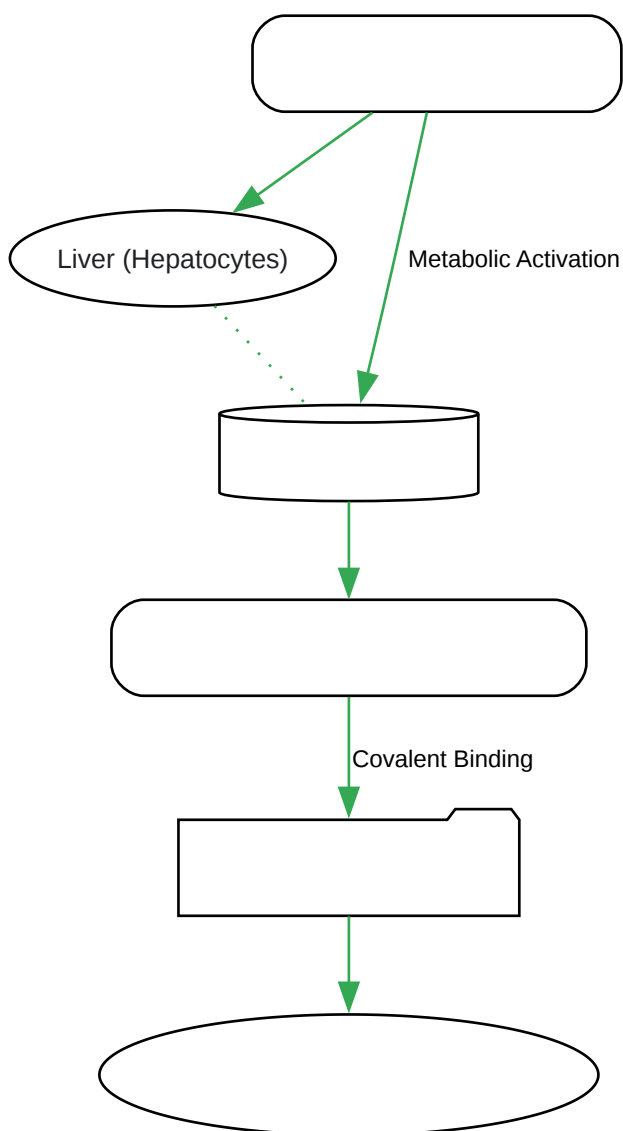 Liver (Hepatocytes)
Metabolic Activation
Covalent Binding